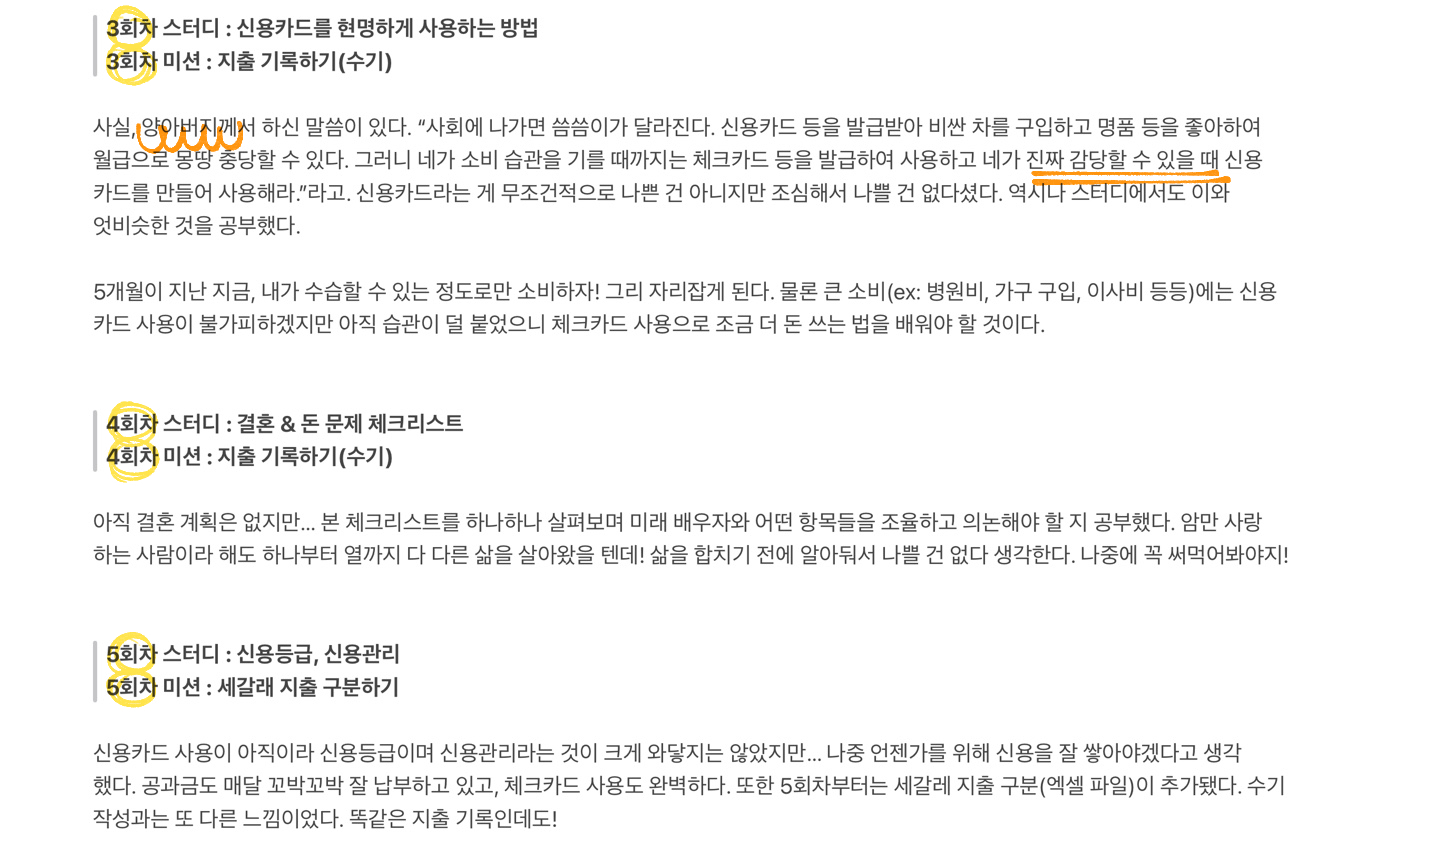 3회차 스터디 : 신용카드를 현명하게 사용하는 방법
3회차 미션 : 지출 기록하기(수기)
사실, 양아버지께서 하신 말씀이 있다. “사회에 나가면 씀씀이가 달라진다. 신용카드 등을 발급받아 비싼 차를 구입하고 명품 등을 좋아하여
월급으로 몽땅 충당할 수 있다. 그러니 네가 소비 습관을 기를 때까지는 체크카드 등을 발급하여 사용하고 네가 진짜 감당할 수 있을 때 신용
카드를 만들어 사용해라.”라고. 신용카드라는 게 무조건적으로 나쁜 건 아니지만 조심해서 나쁠 건 없다셨다. 역시나 스터디에서도 이와
엇비슷한 것을 공부했다.
5개월이 지난 지금, 내가 수습할 수 있는 정도로만 소비하자! 그리 자리잡게 된다. 물론 큰 소비(ex: 병원비, 가구 구입, 이사비 등등)에는 신용
카드 사용이 불가피하겠지만 아직 습관이 덜 붙었으니 체크카드 사용으로 조금 더 돈 쓰는 법을 배워야 할 것이다.
4회차 스터디 : 결혼 & 돈 문제 체크리스트
4회차 미션 : 지출 기록하기(수기)
아직 결혼 계획은 없지만... 본 체크리스트를 하나하나 살펴보며 미래 배우자와 어떤 항목들을 조율하고 의논해야 할 지 공부했다. 암만 사랑
하는 사람이라 해도 하나부터 열까지 다 다른 삶을 살아왔을 텐데! 삶을 합치기 전에 알아둬서 나쁠 건 없다 생각한다. 나중에 꼭 써먹어봐야지!
5회차 스터디 : 신용등급, 신용관리
5회차 미션 : 세갈래 지출 구분하기
신용카드 사용이 아직이라 신용등급이며 신용관리라는 것이 크게 와닿지는 않았지만... 나중 언젠가를 위해 신용을 잘 쌓아야겠다고 생각
했다. 공과금도 매달 꼬박꼬박 잘 납부하고 있고, 체크카드 사용도 완벽하다. 또한 5회차부터는 세갈레 지출 구분(엑셀 파일)이 추가됐다. 수기
작성과는 또 다른 느낌이었다. 똑같은 지출 기록인데도!